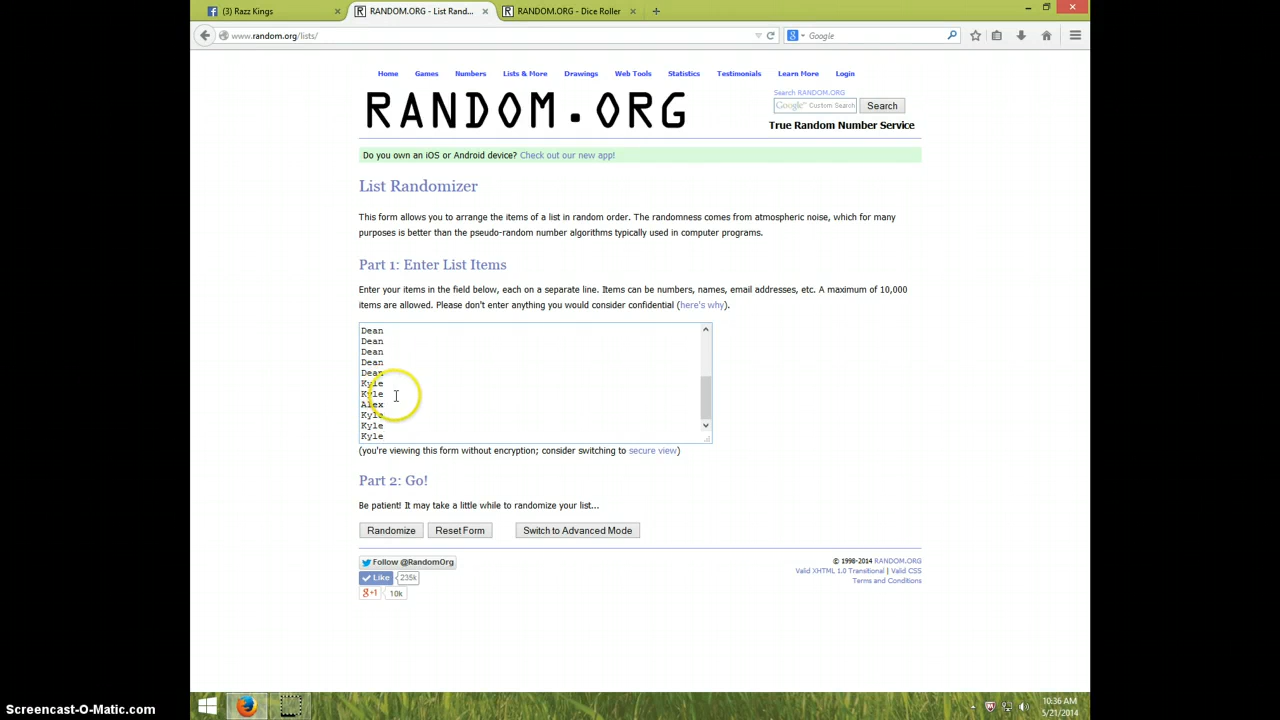 (3) Razz Kings
RANDOM.ORG - List Rand...
RANDOM.ORG - Dice Roller
www.random.org/lists/
Google
Home Games Numbers Lists & More Drawings Web Tools Statistics Testimonials Learn More Login
RANDOM.ORG
Search RANDOM.ORG
Google™ Custom Search
Search
True Random Number Service
Do you own an iOS or Android device? Check out our new app!
List Randomizer
This form allows you to arrange the items of a list in random order. The randomness comes from atmospheric noise, which for many
purposes is better than the pseudo-random number algorithms typically used in computer programs.
Part 1: Enter List Items
Enter your items in the field below, each on a separate line. Items can be numbers, names, email addresses, etc. A maximum of 10,000
items are allowed. Please don't enter anything you would consider confidential (here's why).
Dean
Dean
Dean
Dean
Dean
Kyle
Kyle
Alex
Kyle
Kyle
Kyle
(you're viewing this form without encryption; consider switching to secure view)
Part 2: Go!
Be patient! It may take a little while to randomize your list...
Randomize
Reset Form
Switch to Advanced Mode
Follow @RandomOrg
Like 235k
+1 10k
© 1998-2014 RANDOM.ORG
Valid XHTML 1.0 Transitional | Valid CSS
Terms and Conditions
10:36 AM
5/21/2014
Screencast-O-Matic.com